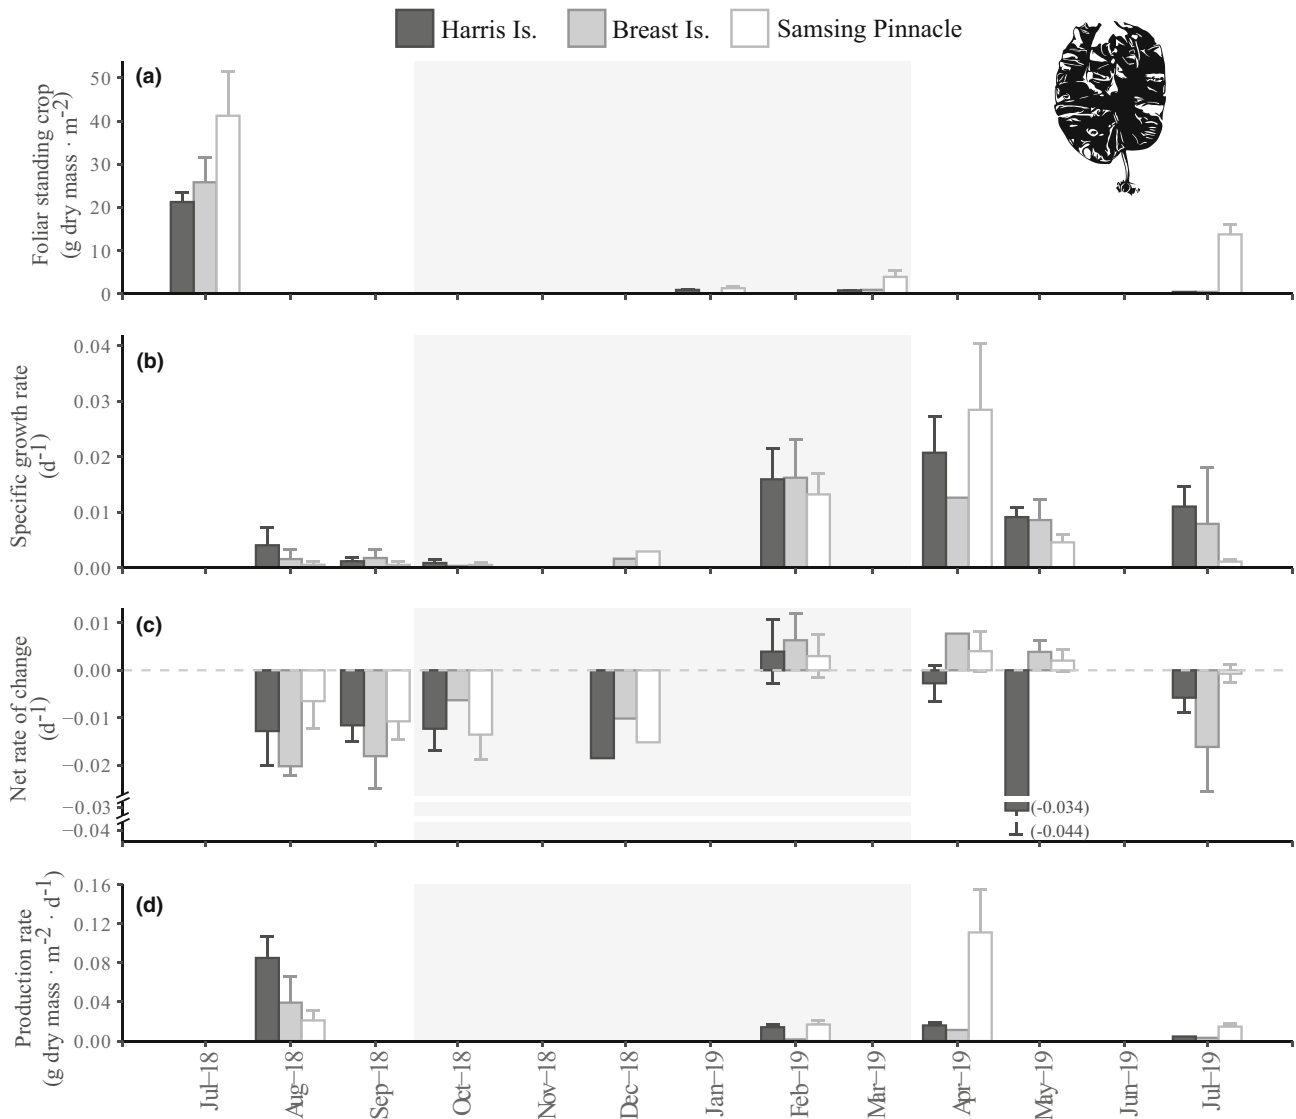 Harris Is. Breast Is. Samsing Pinnacle
(a)
Foliar standing crop
(g dry mass · m-2)
50
40
30
20
10
0
(b)
Specific growth rate
(d-1)
0.04
0.03
0.02
0.01
0.00
(c)
Net rate of change
(d-1)
0.01
0.00
−0.01
−0.02
−0.03
−0.04
(-0.034)
(-0.044)
(d)
Production rate
(g dry mass · m-2 · d-1)
0.16
0.12
0.08
0.04
0.00
Jul–18
Aug–18
Sep–18
Oct–18
Nov–18
Dec–18
Jan–19
Feb–19
Mar–19
Apr–19
May–19
Jun–19
Jul–19